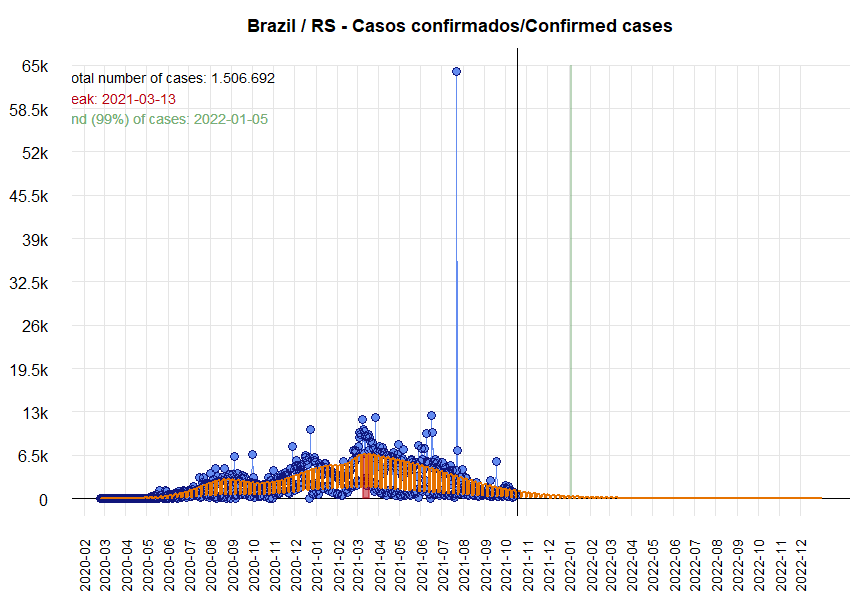 Brazil / RS - Casos confirmados/Confirmed cases
otal number of cases: 1.506.692
eak: 2021-03-13
nd (99%) of cases: 2022-01-05
65k
58.5k
52k
45.5k
39k
32.5k
26k
19.5k
13k
6.5k
0
2020-02
2020-03
2020-04
2020-05
2020-06
2020-07
2020-08
2020-09
2020-10
2020-11
2020-12
2021-01
2021-02
2021-03
2021-04
2021-05
2021-06
2021-07
2021-08
2021-09
2021-10
2021-11
2021-12
2022-01
2022-02
2022-03
2022-04
2022-05
2022-06
2022-07
2022-08
2022-09
2022-10
2022-11
2022-12